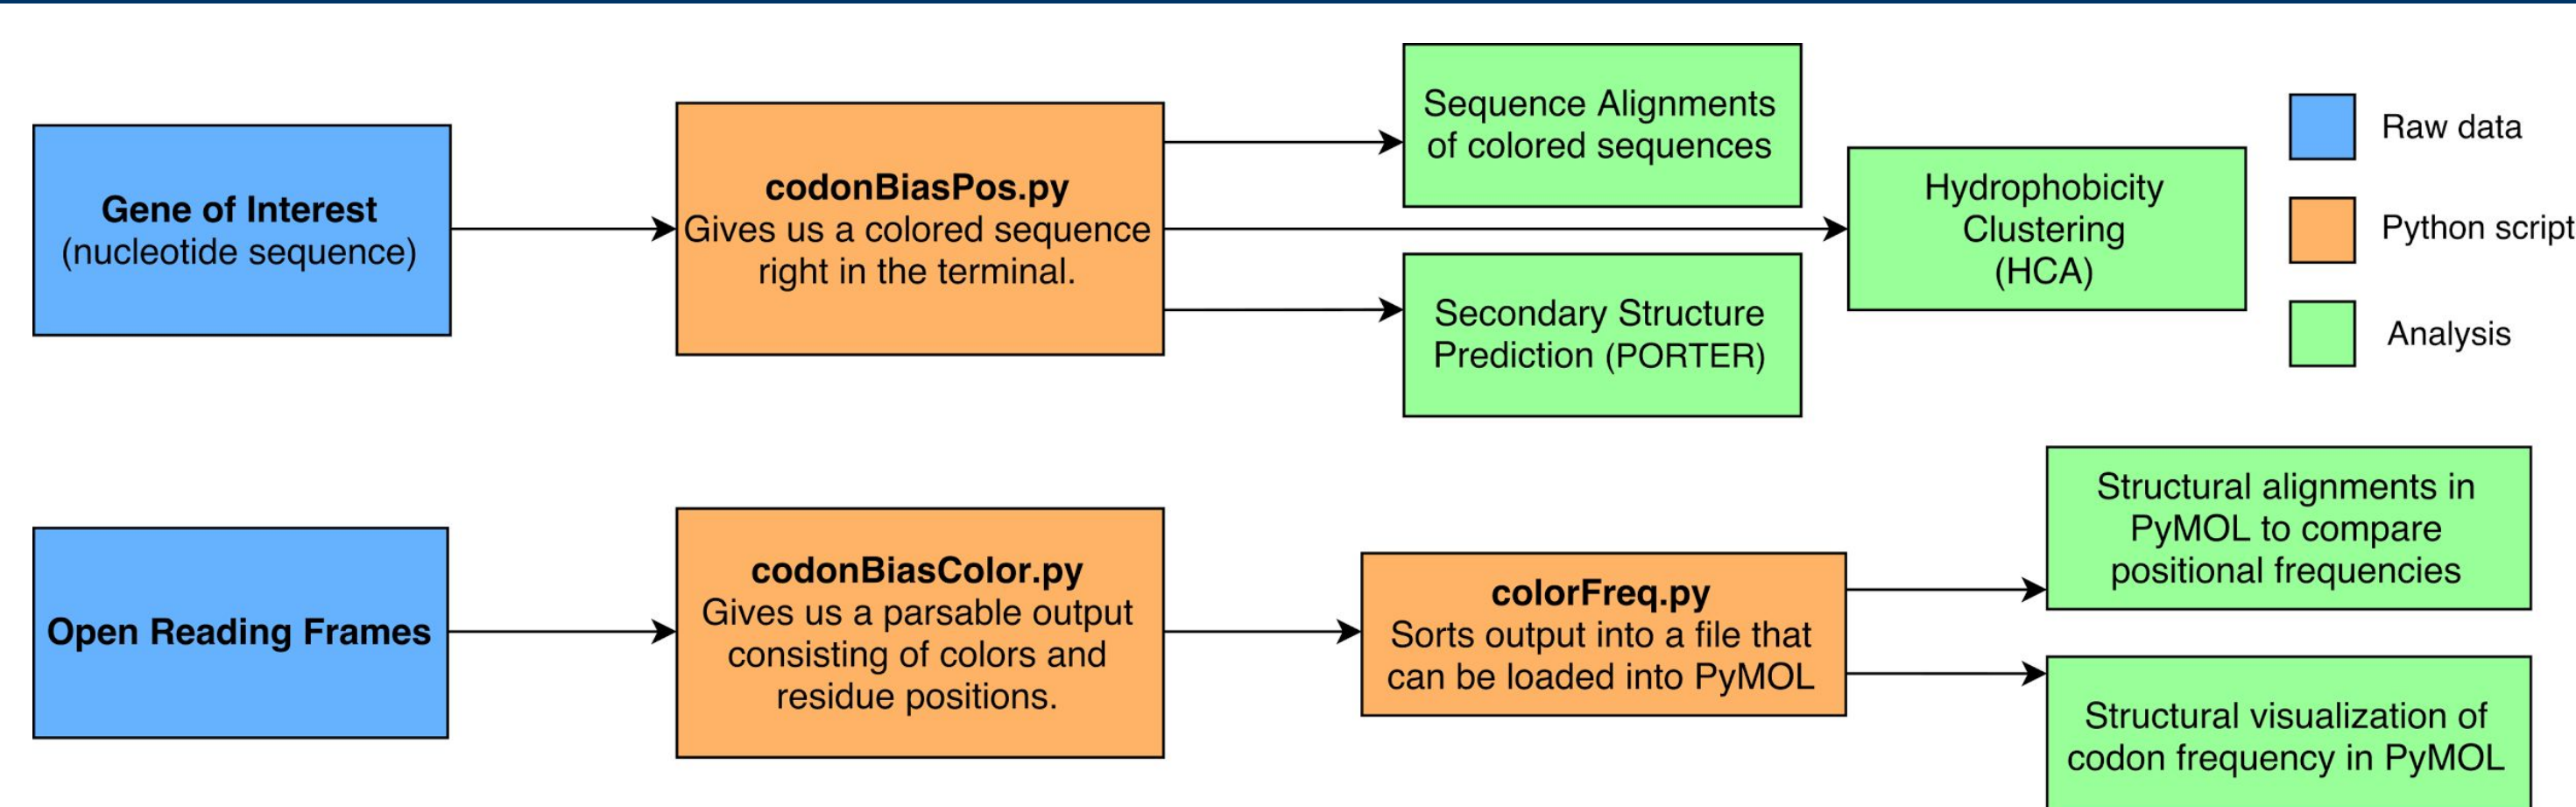 Gene of Interest
(nucleotide sequence)
codonBiasPos.py
Gives us a colored sequence
right in the terminal.
Sequence Alignments
of colored sequences
Hydrophobicity
Clustering
(HCA)
Secondary Structure
Prediction (PORTER)
Raw data
Python script
Analysis
Open Reading Frames
codonBiasColor.py
Gives us a parsable output
consisting of colors and
residue positions.
colorFreq.py
Sorts output into a file that
can be loaded into PyMOL
Structural alignments in
PyMOL to compare
positional frequencies
Structural visualization of
codon frequency in PyMOL